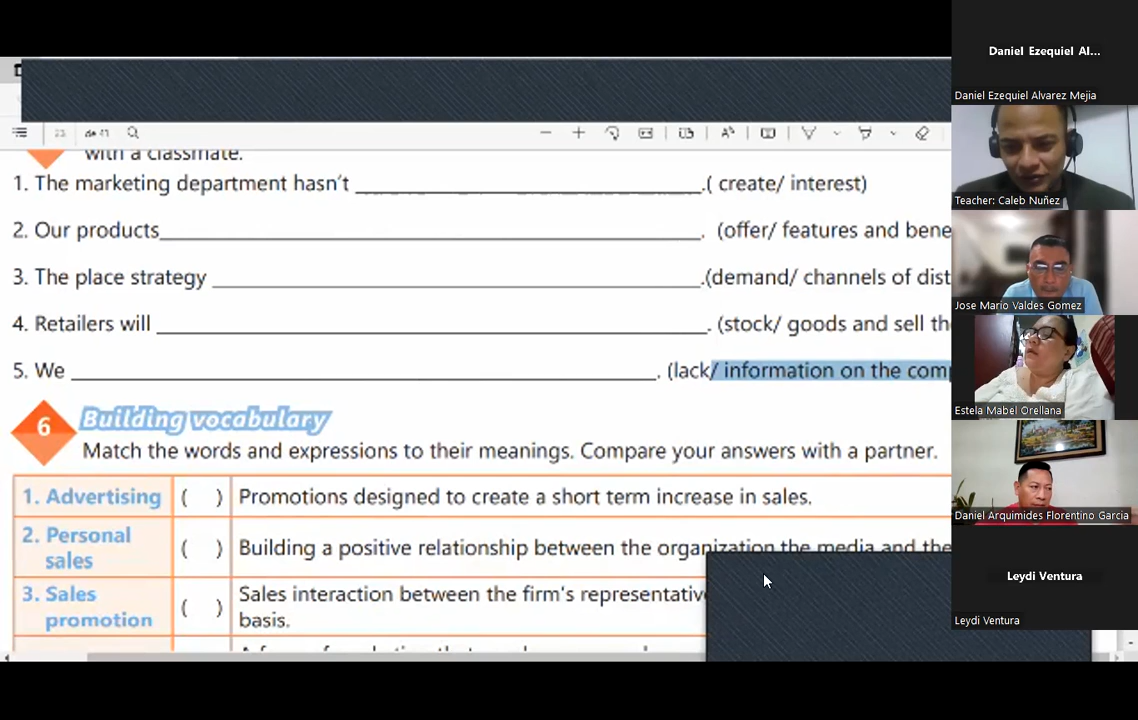 Daniel Ezequiel Al...
Daniel Ezequiel Alvarez Mejia
with a classmate.
1. The marketing department hasn't ____.( create/ interest)
Teacher: Caleb Nuñez
2. Our products____. (offer/ features and bene
3. The place strategy ____.(demand/ channels of dist
Jose Mario Valdes Gomez
4. Retailers will ____. (stock/ goods and sell th
5. We ____. (lack/ information on the comp
Estela Mabel Orellana
6 Building vocabulary
Match the words and expressions to their meanings. Compare your answers with a partner.
1. Advertising ( ) Promotions designed to create a short term increase in sales.
Daniel Arquimides Florentino Garcia
2. Personal sales ( ) Building a positive relationship between the organization the media and the
3. Sales promotion ( ) Sales interaction between the firm's representativ
basis.
Leydi Ventura
Leydi Ventura